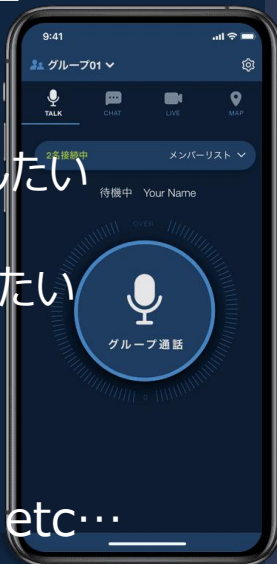 9:41
グループ01
TALK CHAT LIVE MAP
2名接続中 メンバーリスト
したい
待機中 Your Name
OVER
たい
グループ通話
etc…